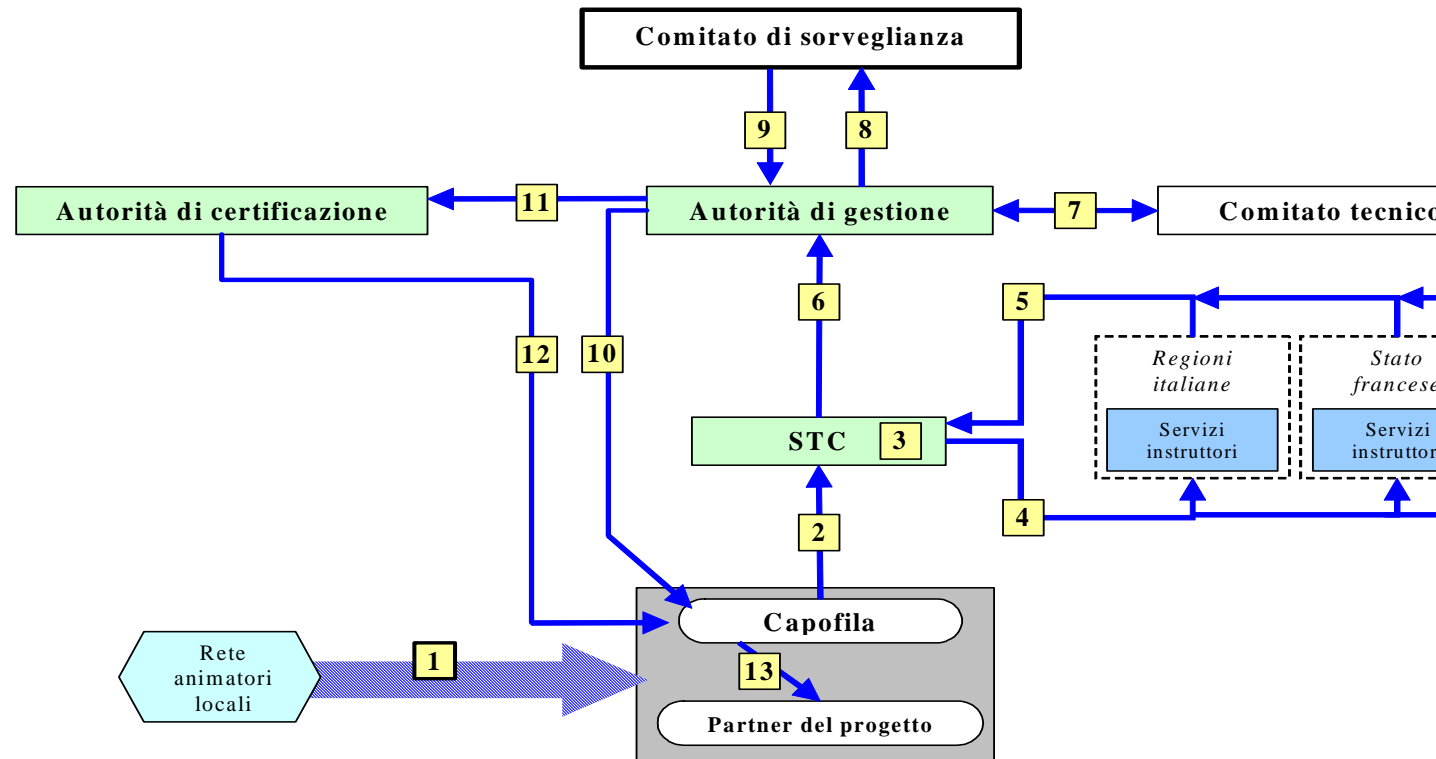 Comitato di sorveglianza
9
8
Autorità di certificazione
11
Autorità di gestione
7
Comitato tecnico
6
5
12
10
Regioni
italiane
Stato
francese
STC
3
Servizi
instruttori
Servizi
instruttori
2
4
Capofila
Rete
animatori
locali
1
13
Partner del progetto